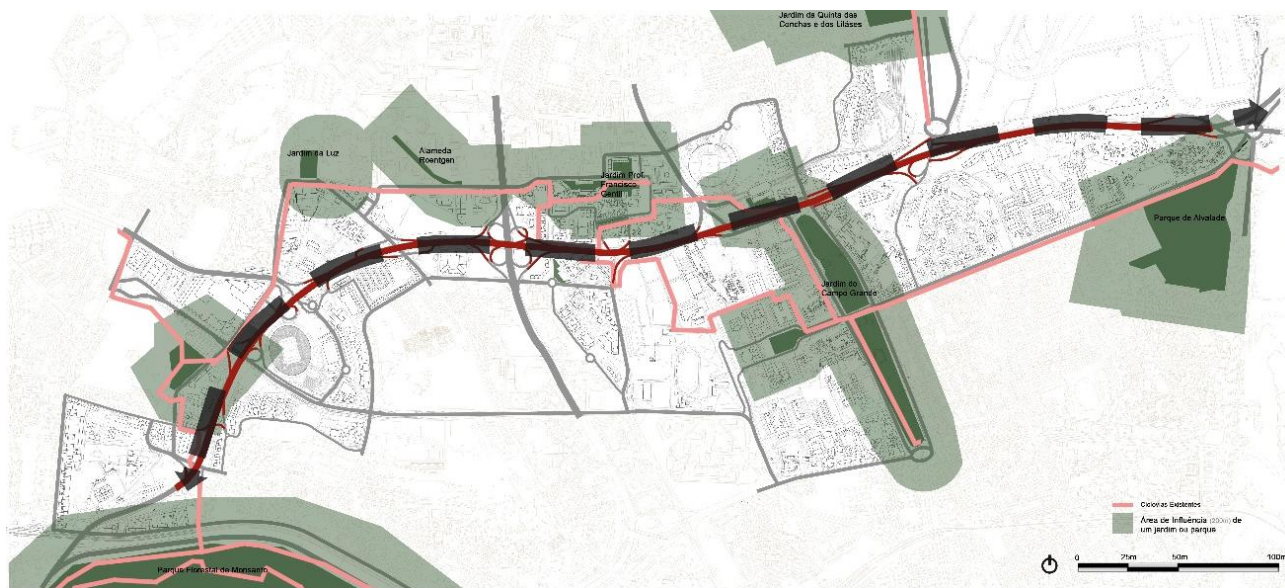 Jardim da Quinta das
Conchas e dos Lilases
Jardim da Luz
Alameda
Roentgen
Jardim Prof.
Francisco
Gentil
Parque de Alvalade
Jardim do
Campo Grande
Parque Florestal de Monsanto
Ciclovias Existentes
Área de Influência (200m) de
um jardim ou parque
0 25m 50m 100m